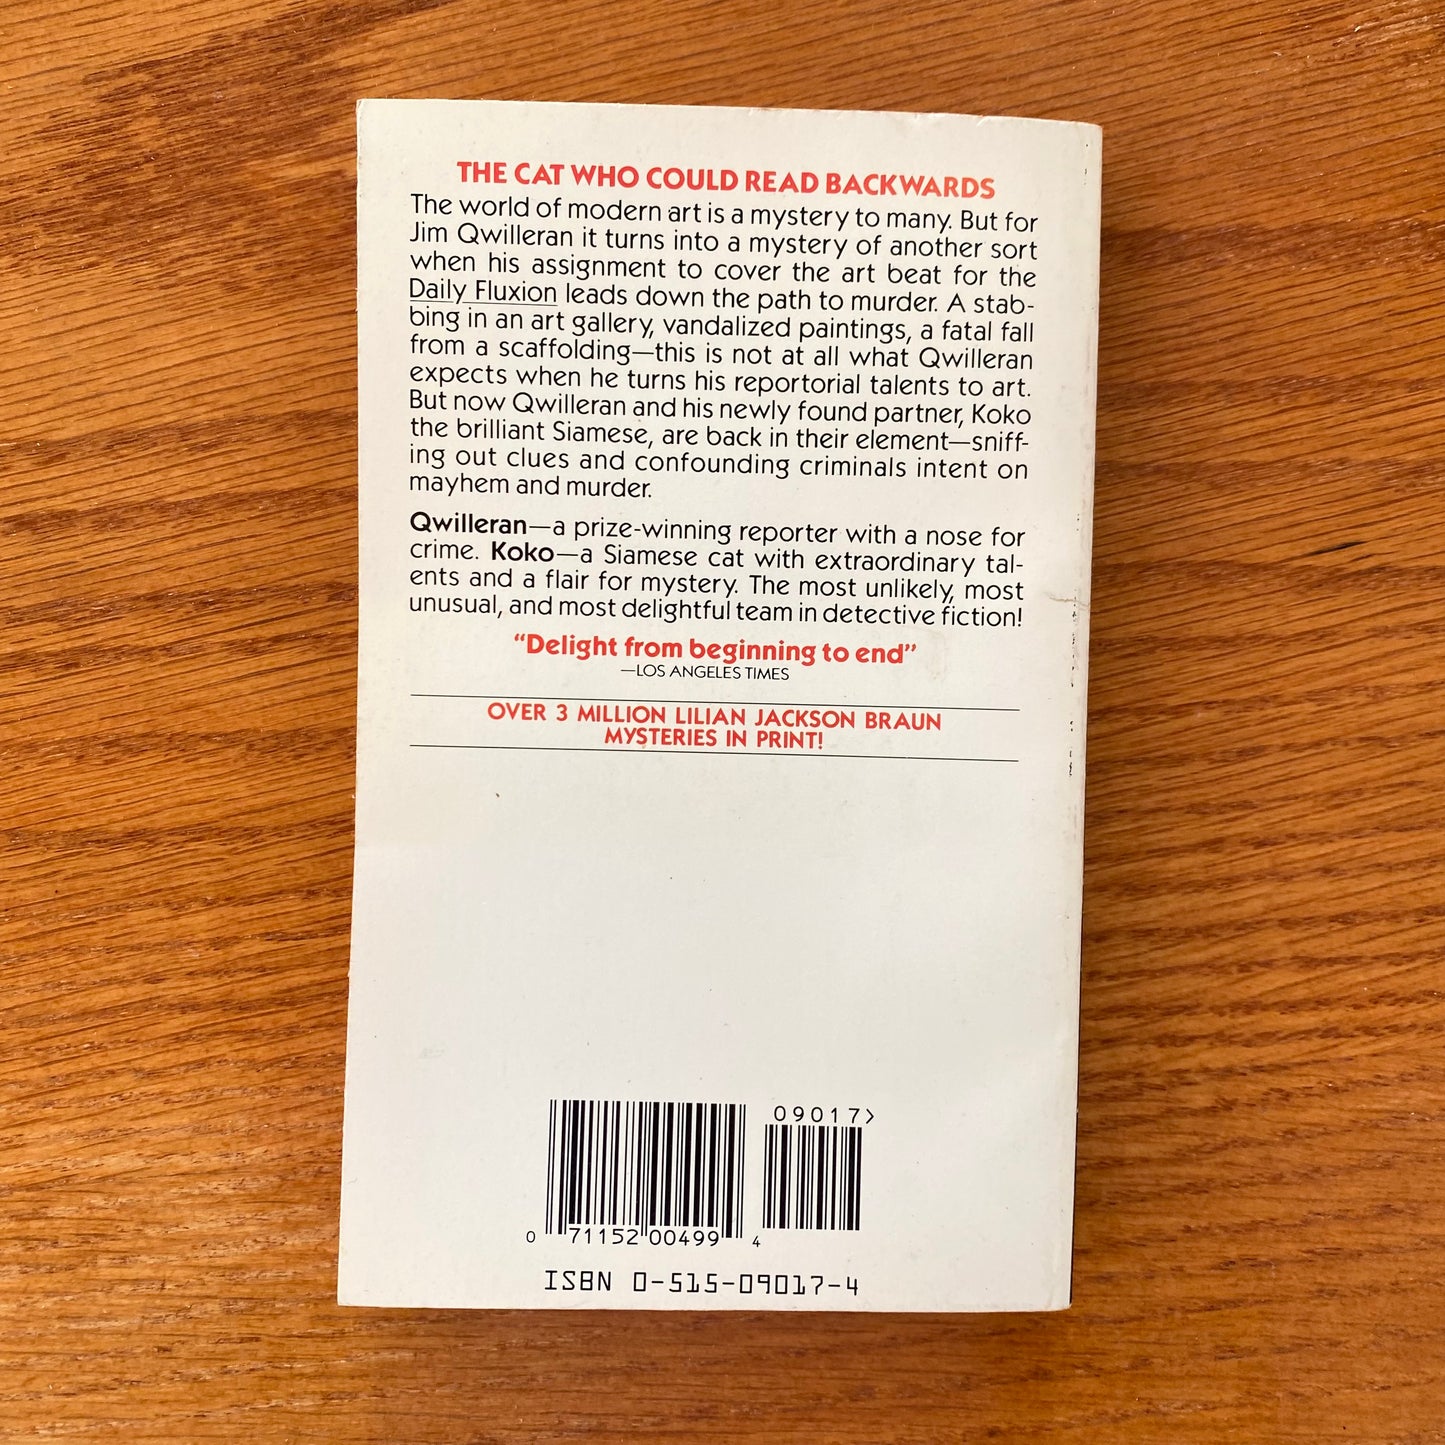 THE CAT WHO COULD READ BACKWARDS
The world of modern art is a mystery to many. But for
Jim Qwilleran it turns into a mystery of another sort
when his assignment to cover the art beat for the
Daily Fluxion leads down the path to murder. A stab-
bing in an art gallery, vandalized paintings, a fatal fall
from a scaffolding—this is not at all what Qwilleran
expects when he turns his reportorial talents to art.
But now Qwilleran and his newly found partner, Koko
the brilliant Siamese, are back in their element—sniff-
ing out clues and confounding criminals intent on
mayhem and murder.
Qwilleran—a prize-winning reporter with a nose for
crime. Koko—a Siamese cat with extraordinary tal-
ents and a flair for mystery. The most unlikely, most
unusual, and most delightful team in detective fiction!
“Delight from beginning to end”
—LOS ANGELES TIMES
OVER 3 MILLION LILIAN JACKSON BRAUN
MYSTERIES IN PRINT!
09017>
0 71152 00499 4
ISBN 0-515-09017-4